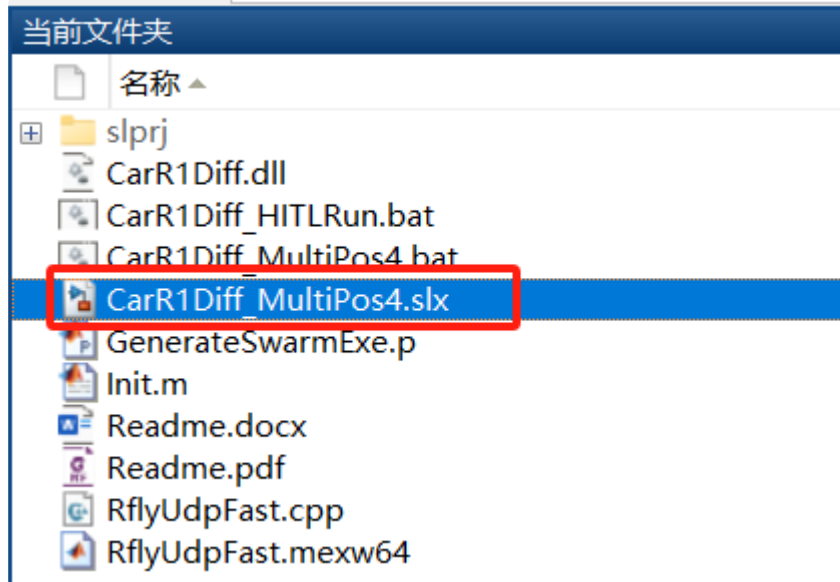 当前文件夹
名称
slprj
CarR1Diff.dll
CarR1Diff_HITLRun.bat
CarR1Diff_MultiPos4.bat
CarR1Diff_MultiPos4.slx
GenerateSwarmExe.p
Init.m
Readme.docx
Readme.pdf
RflyUdpFast.cpp
RflyUdpFast.mexw64